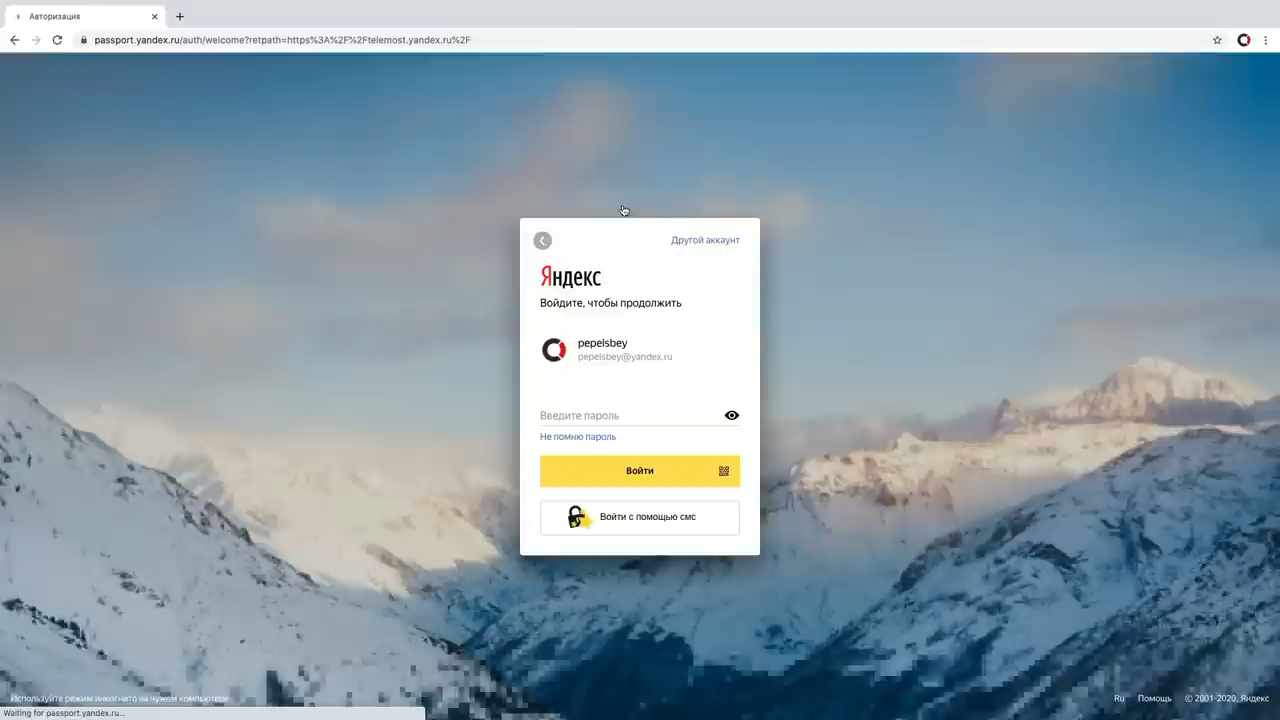 Авторизация
passport.yandex.ru/auth/welcome?retpath=https%3A%2F%2Ftelemost.yandex.ru%2F
Другой аккаунт
Яндекс
Войдите, чтобы продолжить
pepelsbey
pepelsbey@yandex.ru
Введите пароль
Не помню пароль
Войти
Войти с помощью смс
Используйте режим инкогнито на чужом компьютере
Ru Помощь © 2001-2020, Яндекс
Waiting for passport.yandex.ru...